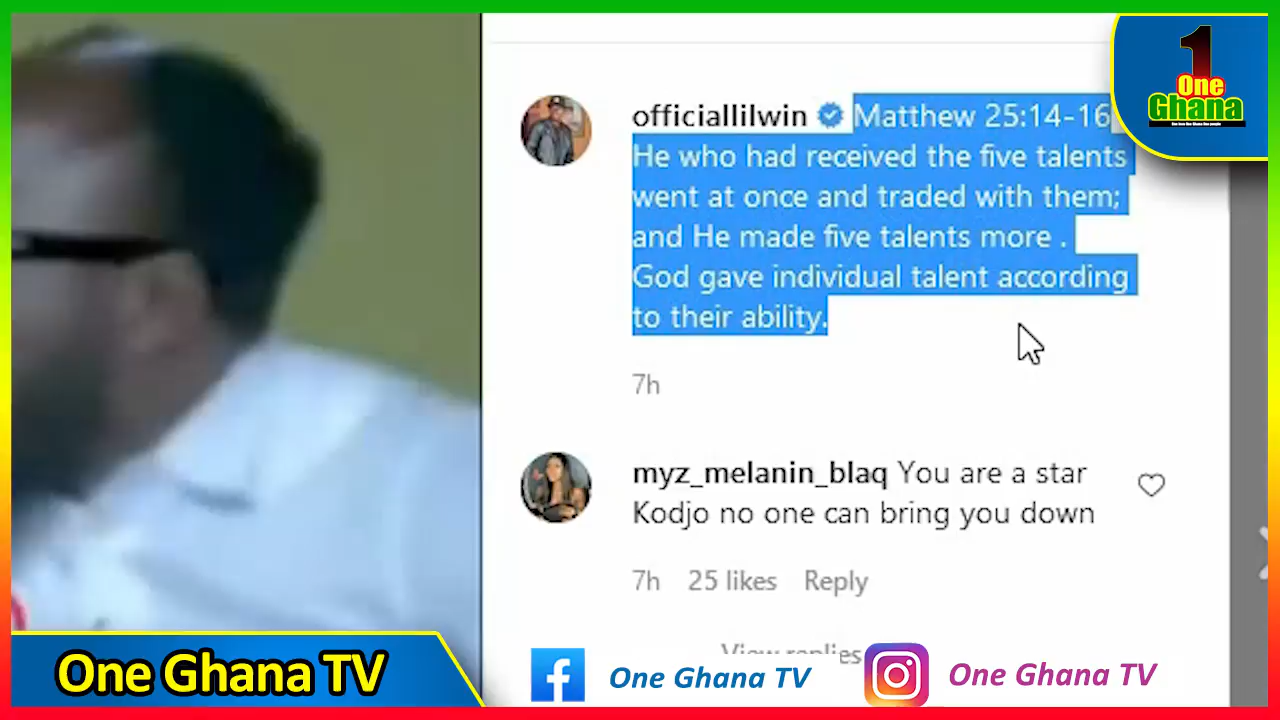 1
One
Ghana
officiallilwin Matthew 25:14-16
He who had received the five talents
went at once and traded with them;
and He made five talents more .
God gave individual talent according
to their ability.
7h
myz_melanin_blaq You are a star
Kodjo no one can bring you down
7h 25 likes Reply
View replies
One Ghana TV
One Ghana TV
One Ghana TV